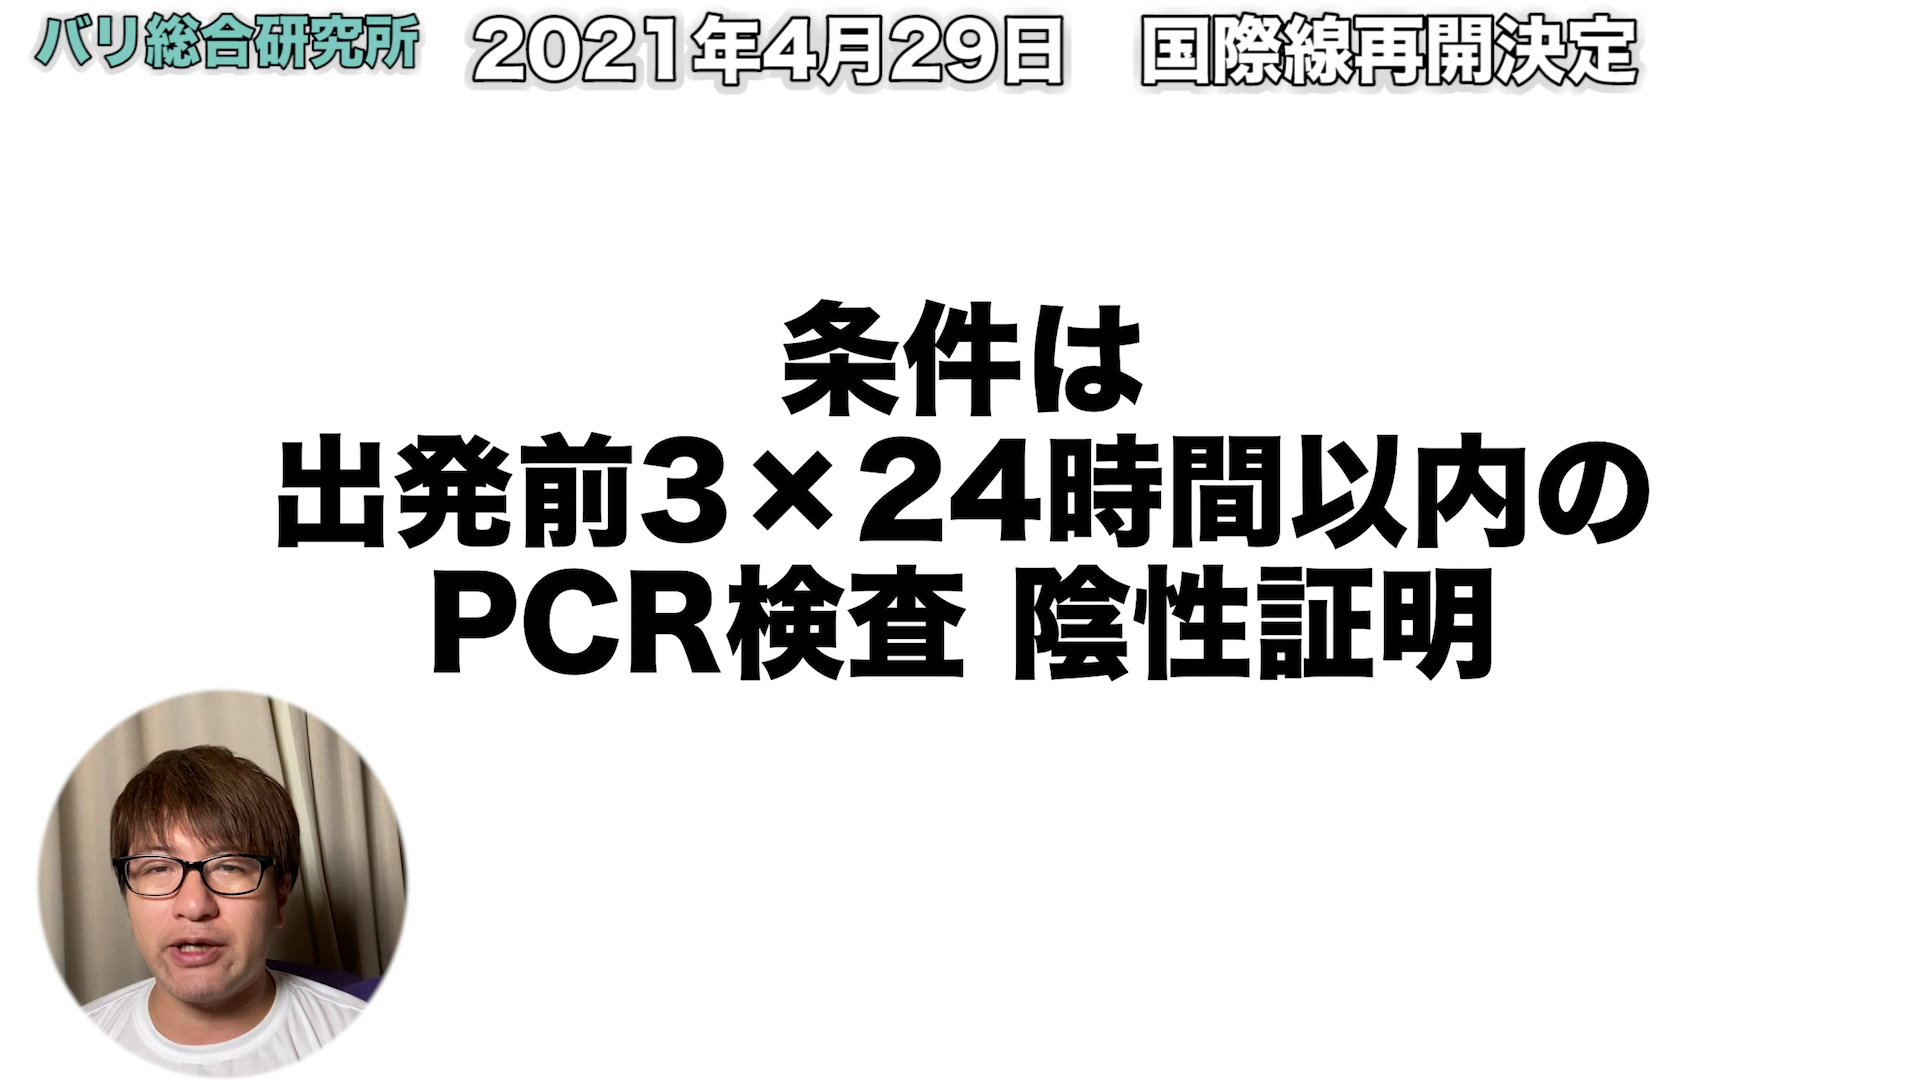 バリ総合研究所
2021年4月29日　国際線再開決定
条件は
出発前3×24時間以内の
PCR検査 陰性証明